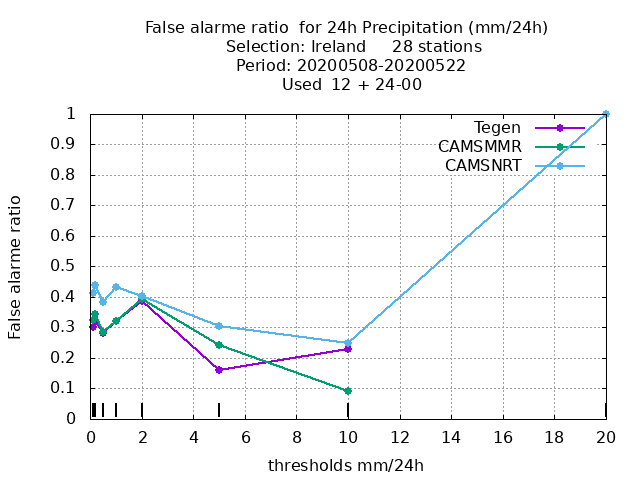 False alarme ratio  for 24h Precipitation (mm/24h)
Selection: Ireland     28 stations
Period: 20200508-20200522
Used  12 + 24-00
Tegen
CAMSMMR
CAMSNRT
False alarme ratio
1
0.9
0.8
0.7
0.6
0.5
0.4
0.3
0.2
0.1
0
0 2 4 6 8 10 12 14 16 18 20
thresholds mm/24h